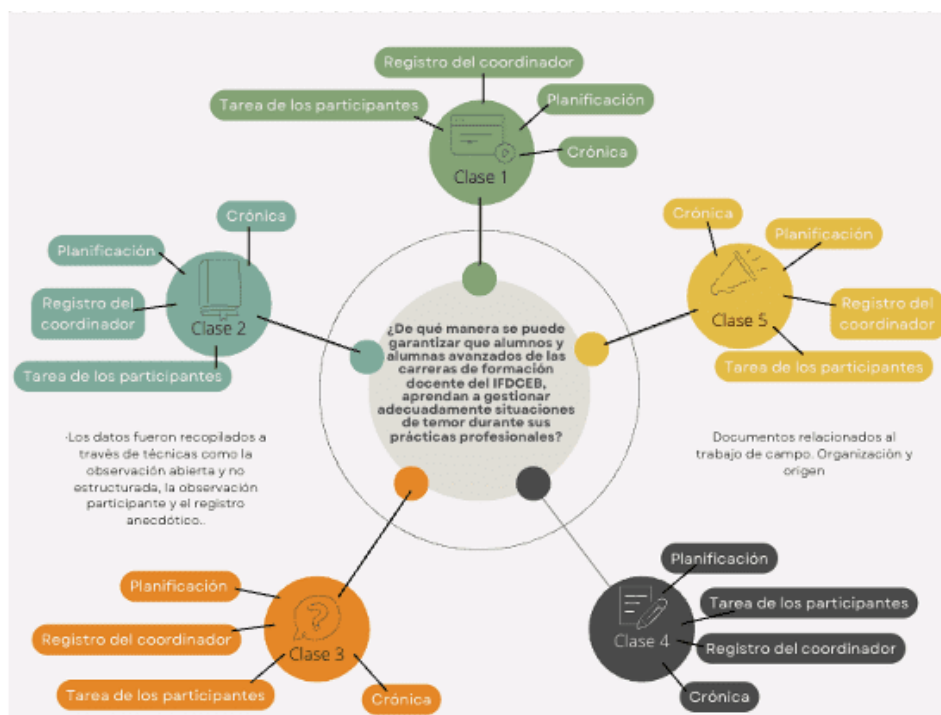 Registro del coordinador
Tarea de los participantes
Planificación
Crónica
Clase 1
Crónica
Planificación
Registro del
coordinador
Clase 2
Tarea de los participantes
Crónica
Planificación
Registro del
coordinador
Clase 5
Tarea de los participantes
¿De qué manera se puede
garantizar que alumnos y
alumnas avanzados de las
carreras de formación
docente del IFDCEB,
aprendan a gestionar
adecuadamente situaciones
de temor durante sus
prácticas profesionales?
·Los datos fueron recopilados a
través de técnicas como la
observación abierta y no
estructurada, la observación
participante y el registro
anecdótico..
Documentos relacionados al
trabajo de campo. Organización y
origen
Planificación
Registro del coordinador
Clase 3
Tarea de los participantes
Crónica
Planificación
Tarea de los participantes
Clase 4
Registro del coordinador
Crónica